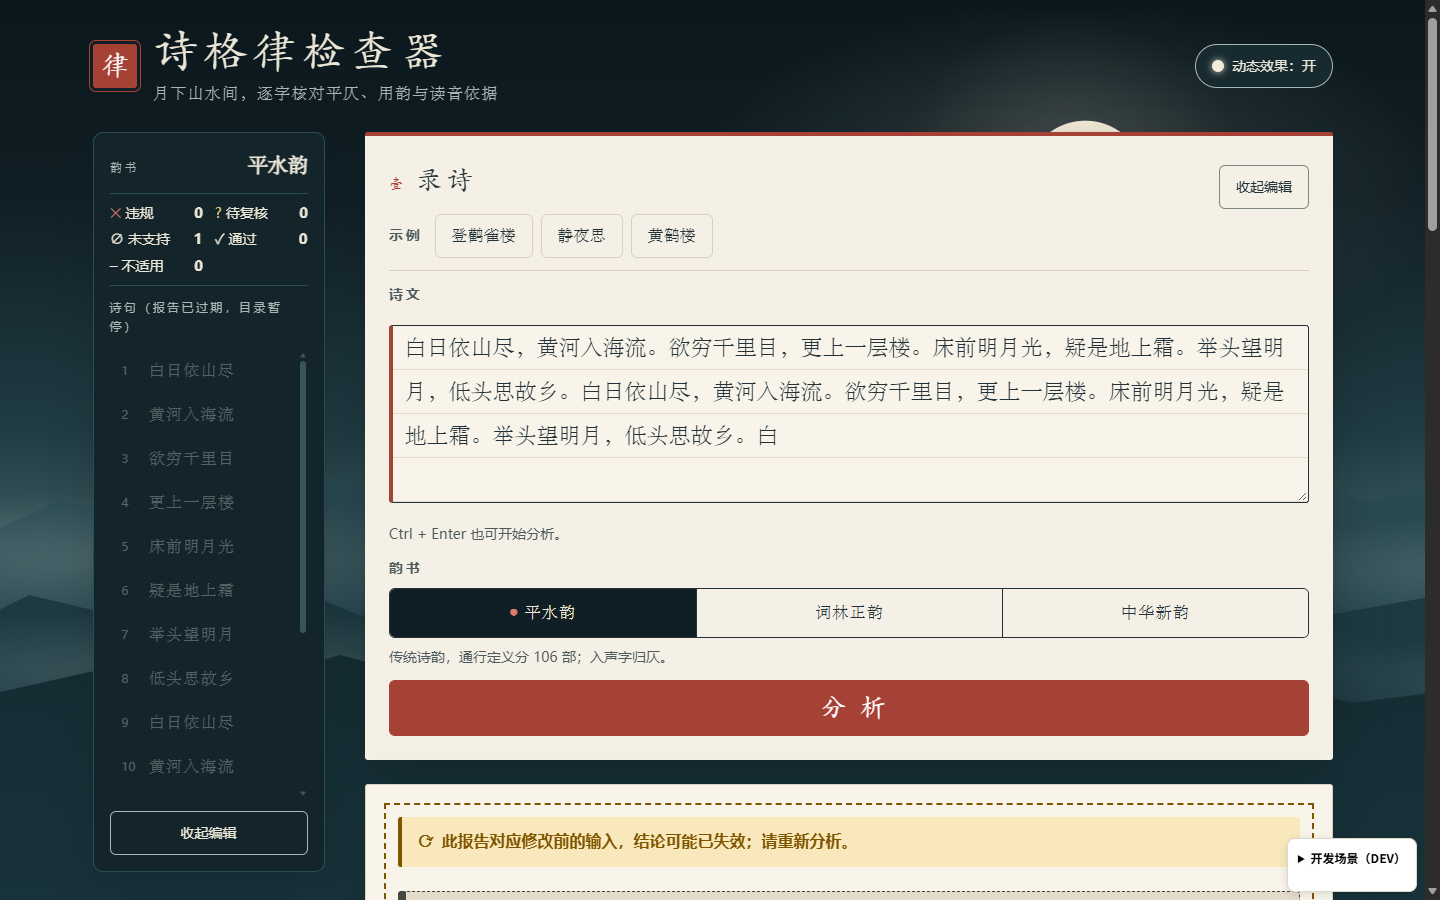 律
诗格律检查器
月下山水间，逐字核对平仄、用韵与读音依据
动态效果：开
韵书 平水韵
违规 0 ? 待复核 0
未支持 1 ✓ 通过 0
– 不适用 0
诗句（报告已过期，目录暂
停）
1 白日依山尽
2 黄河入海流
3 欲穷千里目
4 更上一层楼
5 床前明月光
6 疑是地上霜
7 举头望明月
8 低头思故乡
9 白日依山尽
10 黄河入海流
收起编辑
壹 录诗
收起编辑
示例 登鹳雀楼 静夜思 黄鹤楼
诗文
白日依山尽，黄河入海流。欲穷千里目，更上一层楼。床前明月光，疑是地上霜。举头望明
月，低头思故乡。白日依山尽，黄河入海流。欲穷千里目，更上一层楼。床前明月光，疑是
地上霜。举头望明月，低头思故乡。白
Ctrl + Enter 也可开始分析。
韵书
平水韵 词林正韵 中华新韵
传统诗韵，通行定义分 106 部；入声字归仄。
分析
此报告对应修改前的输入，结论可能已失效；请重新分析。
开发场景（DEV）